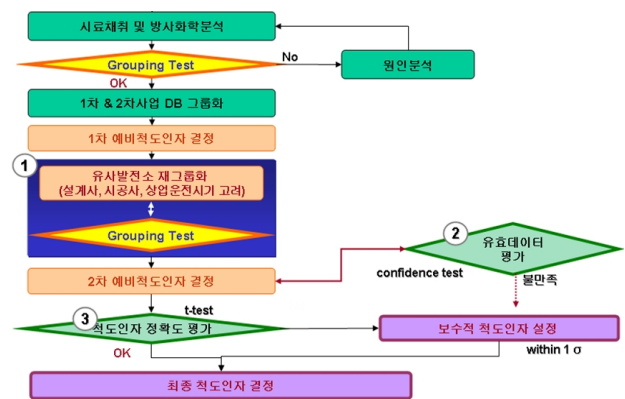 시료채취 및 방사화학분석
Grouping Test
No
원인분석
OK
1차 & 2차사업 DB 그룹화
1차 예비척도인자 결정
1
유사발전소 재그룹화
(설계사, 시공사, 상업운전시기 고려)
Grouping Test
2
유효데이터
평가
confidence test
불만족
2차 예비척도인자 결정
t-test
3
척도인자 정확도 평가
보수적 척도인자 설정
OK
within 1 σ
최종 척도인자 결정